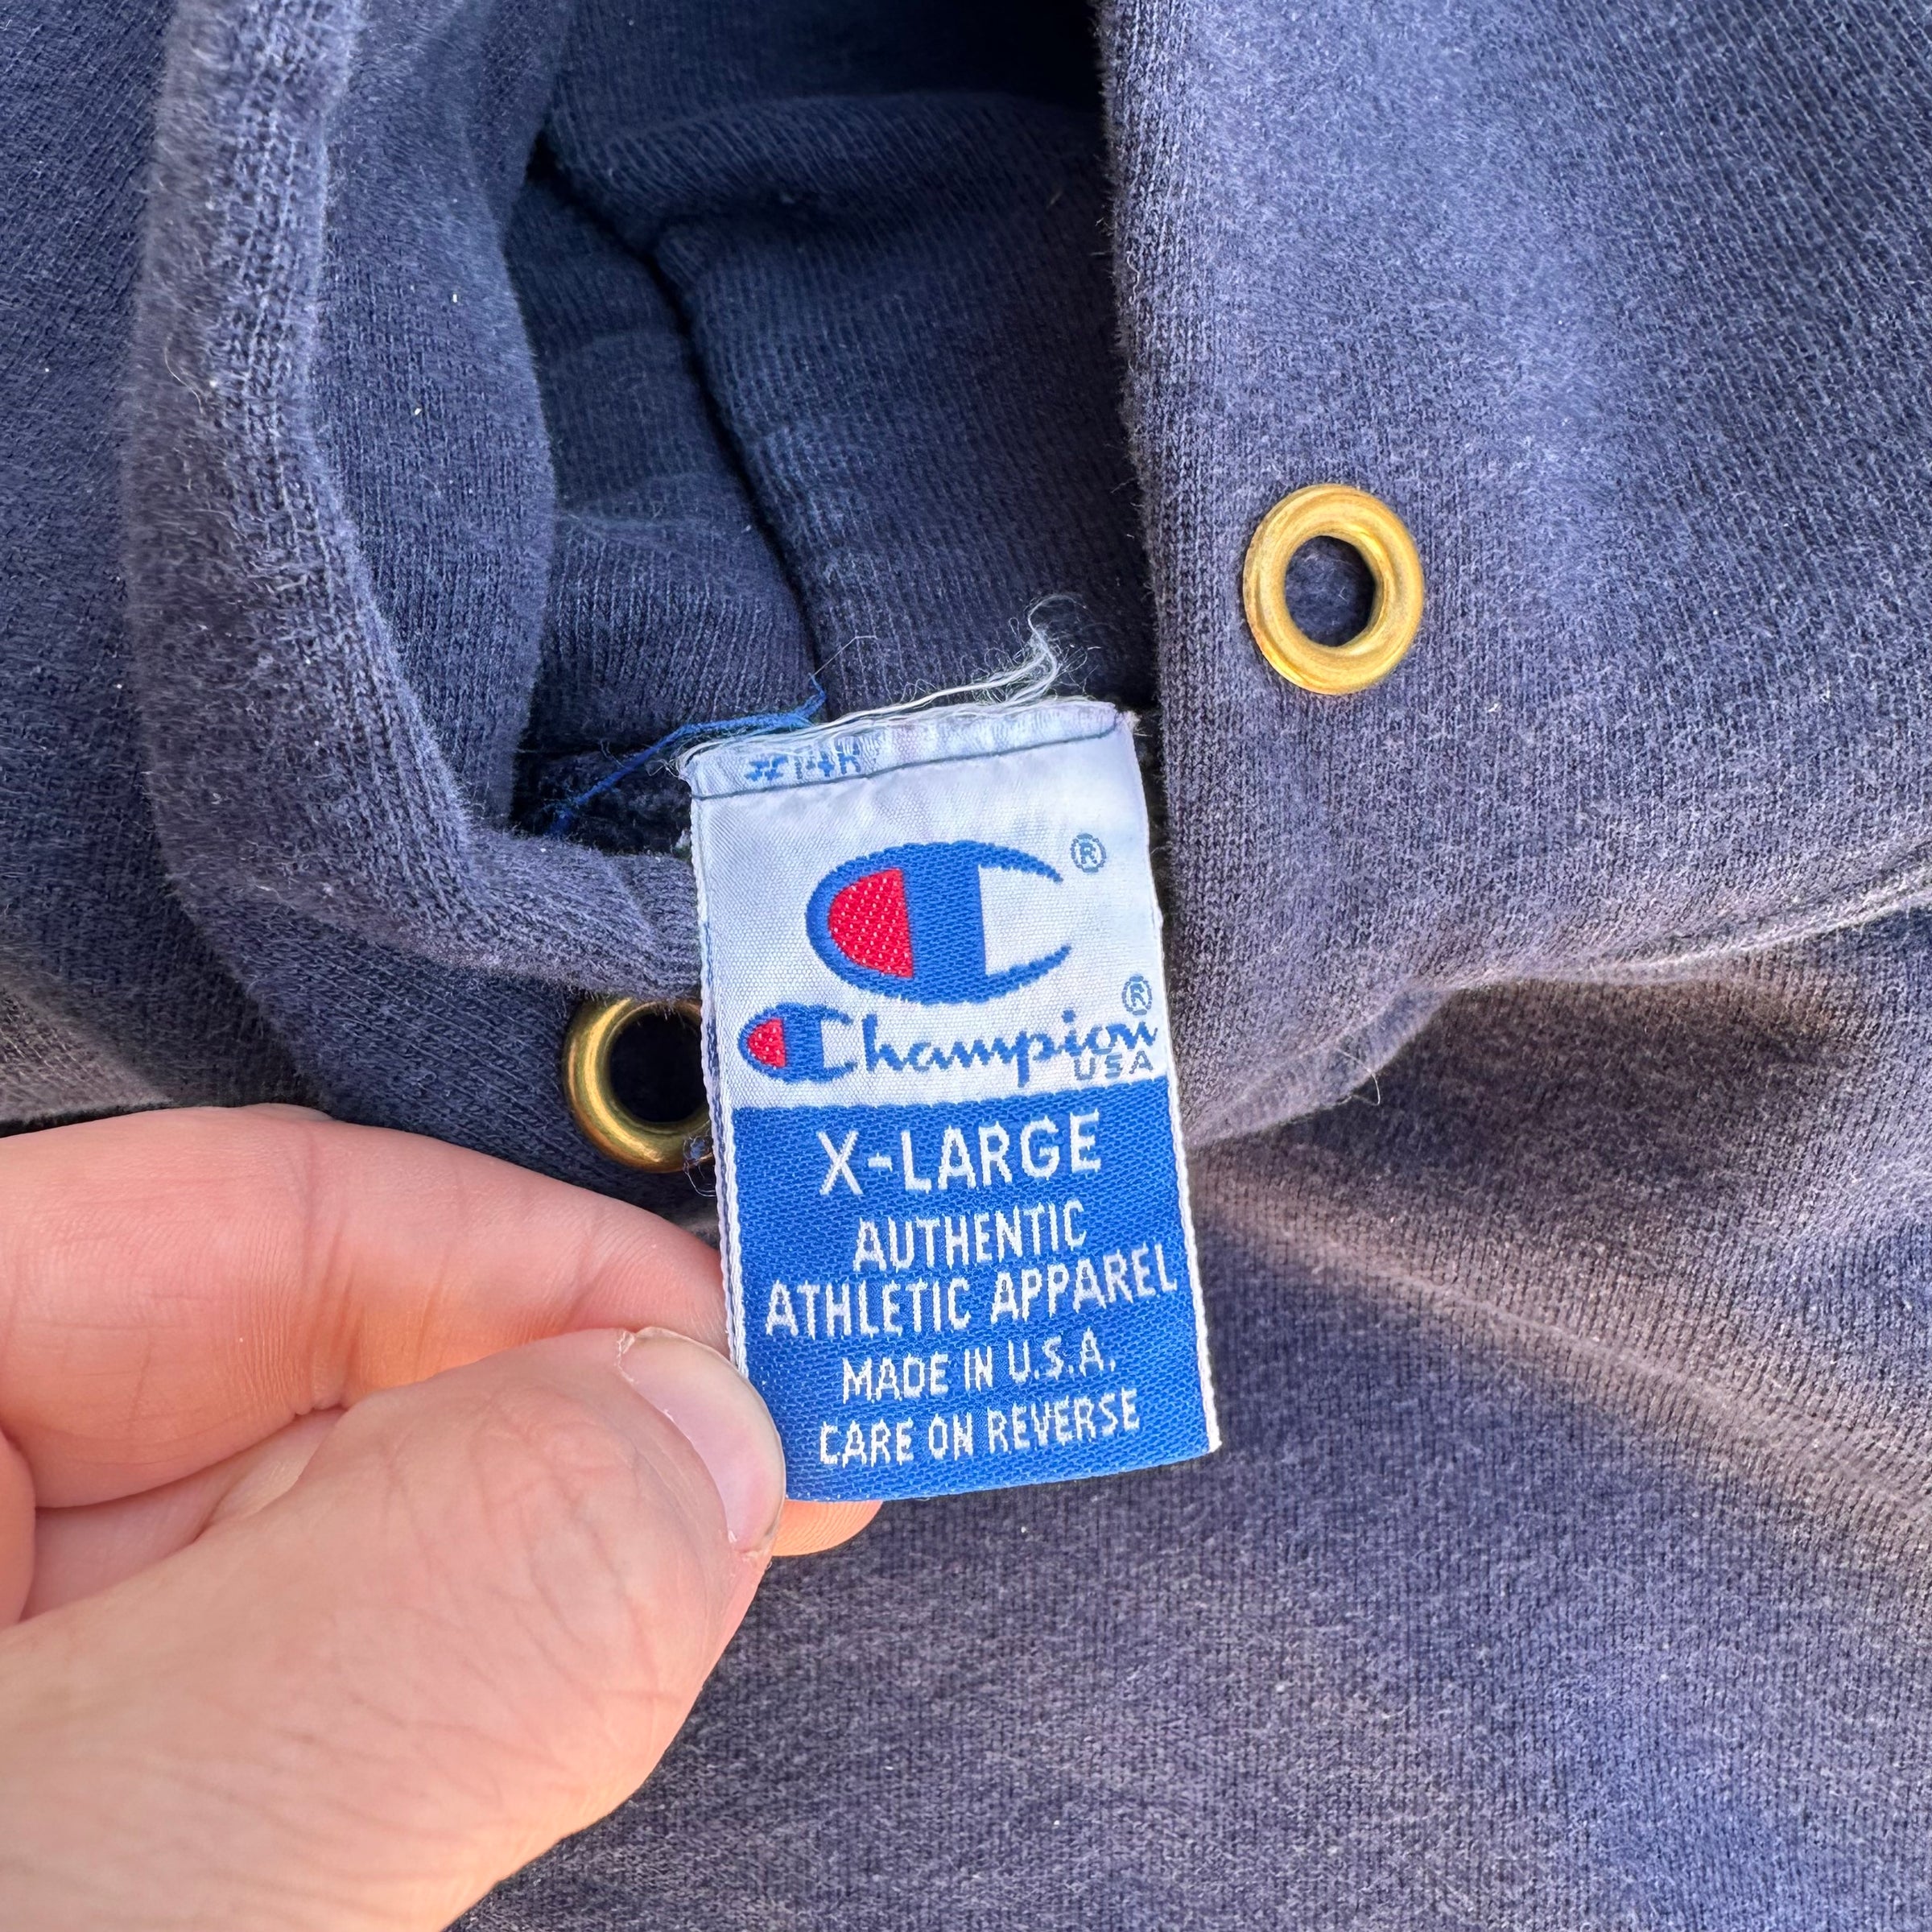 ®
Champion®
USA
X-LARGE
AUTHENTIC
ATHLETIC APPAREL
MADE IN U.S.A.
CARE ON REVERSE